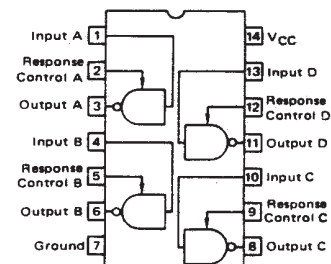 Input A 1
Response
Control A 2
Output A 3
Input B 4
Response
Control B 5
Output B 6
Ground 7
14 VCC
13 Input D
12 Response
Control D
11 Output D
10 Input C
9 Response
Control C
8 Output C